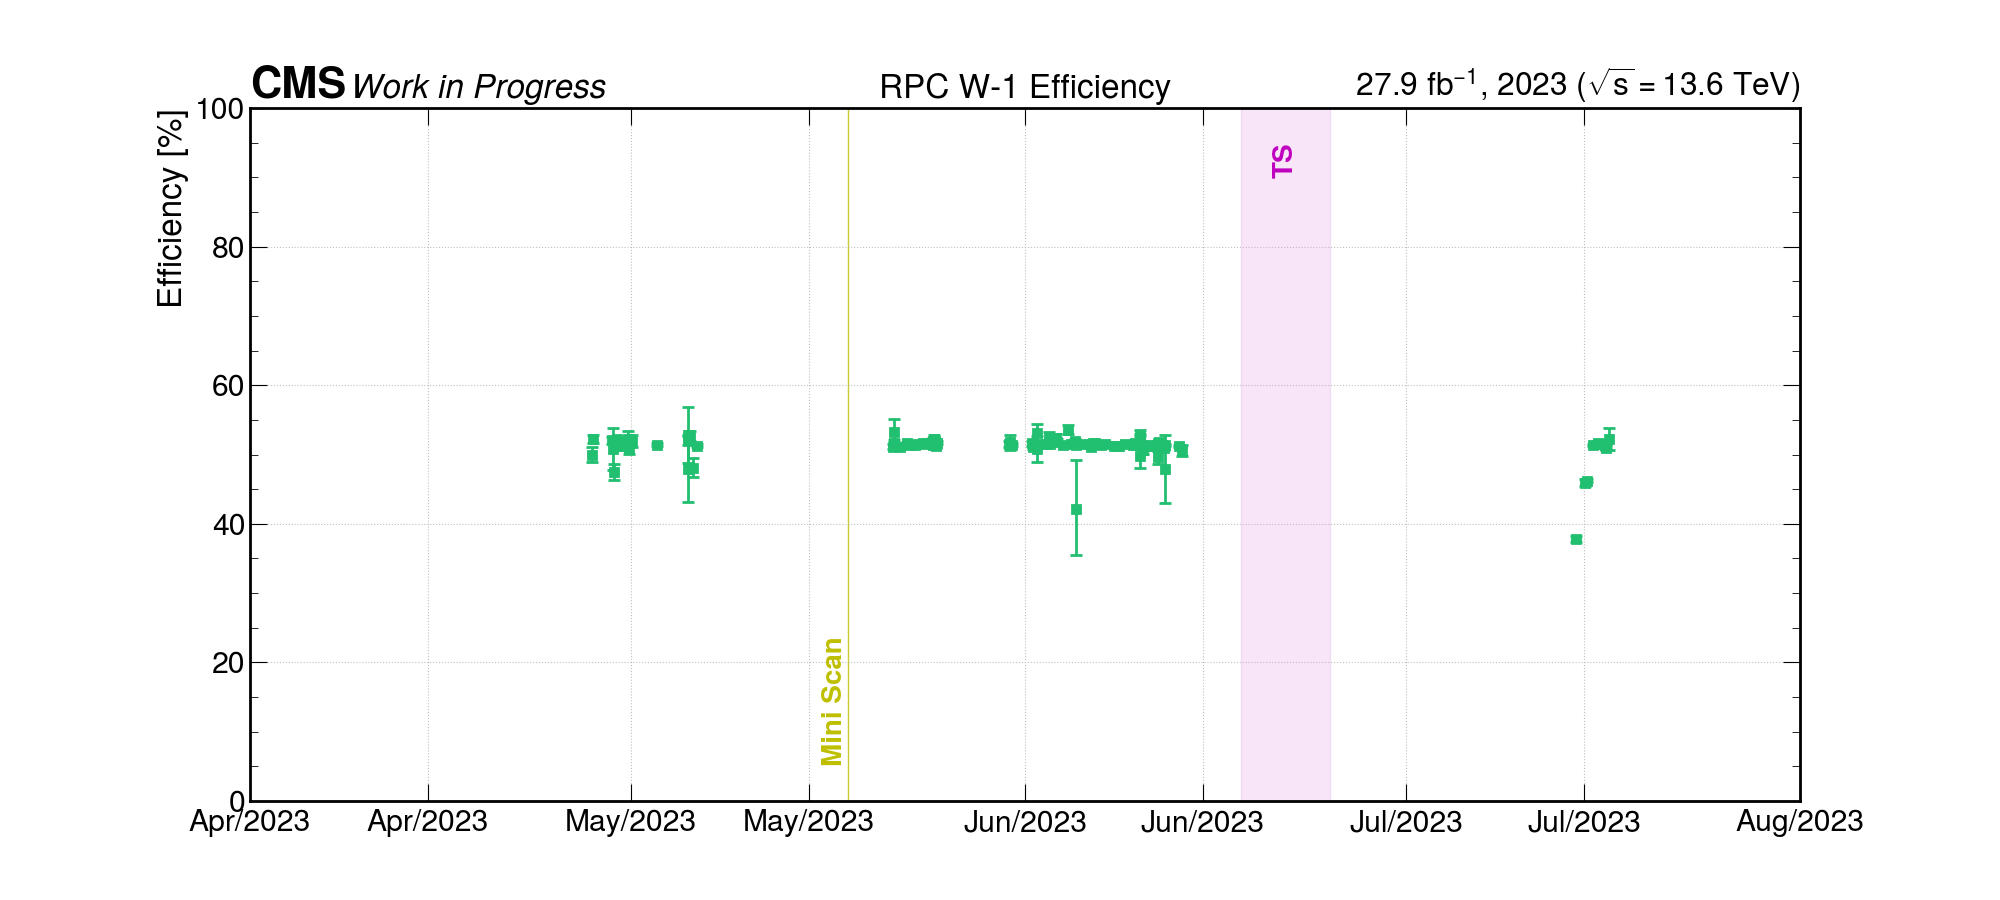 CMS Work in Progress RPC W-1 Efficiency 27.9 fb⁻¹, 2023 (√s = 13.6 TeV)
Efficiency [%]
100
80
60
40
20
0
TS
Mini Scan
Apr/2023 Apr/2023 May/2023 May/2023 Jun/2023 Jun/2023 Jul/2023 Jul/2023 Aug/2023